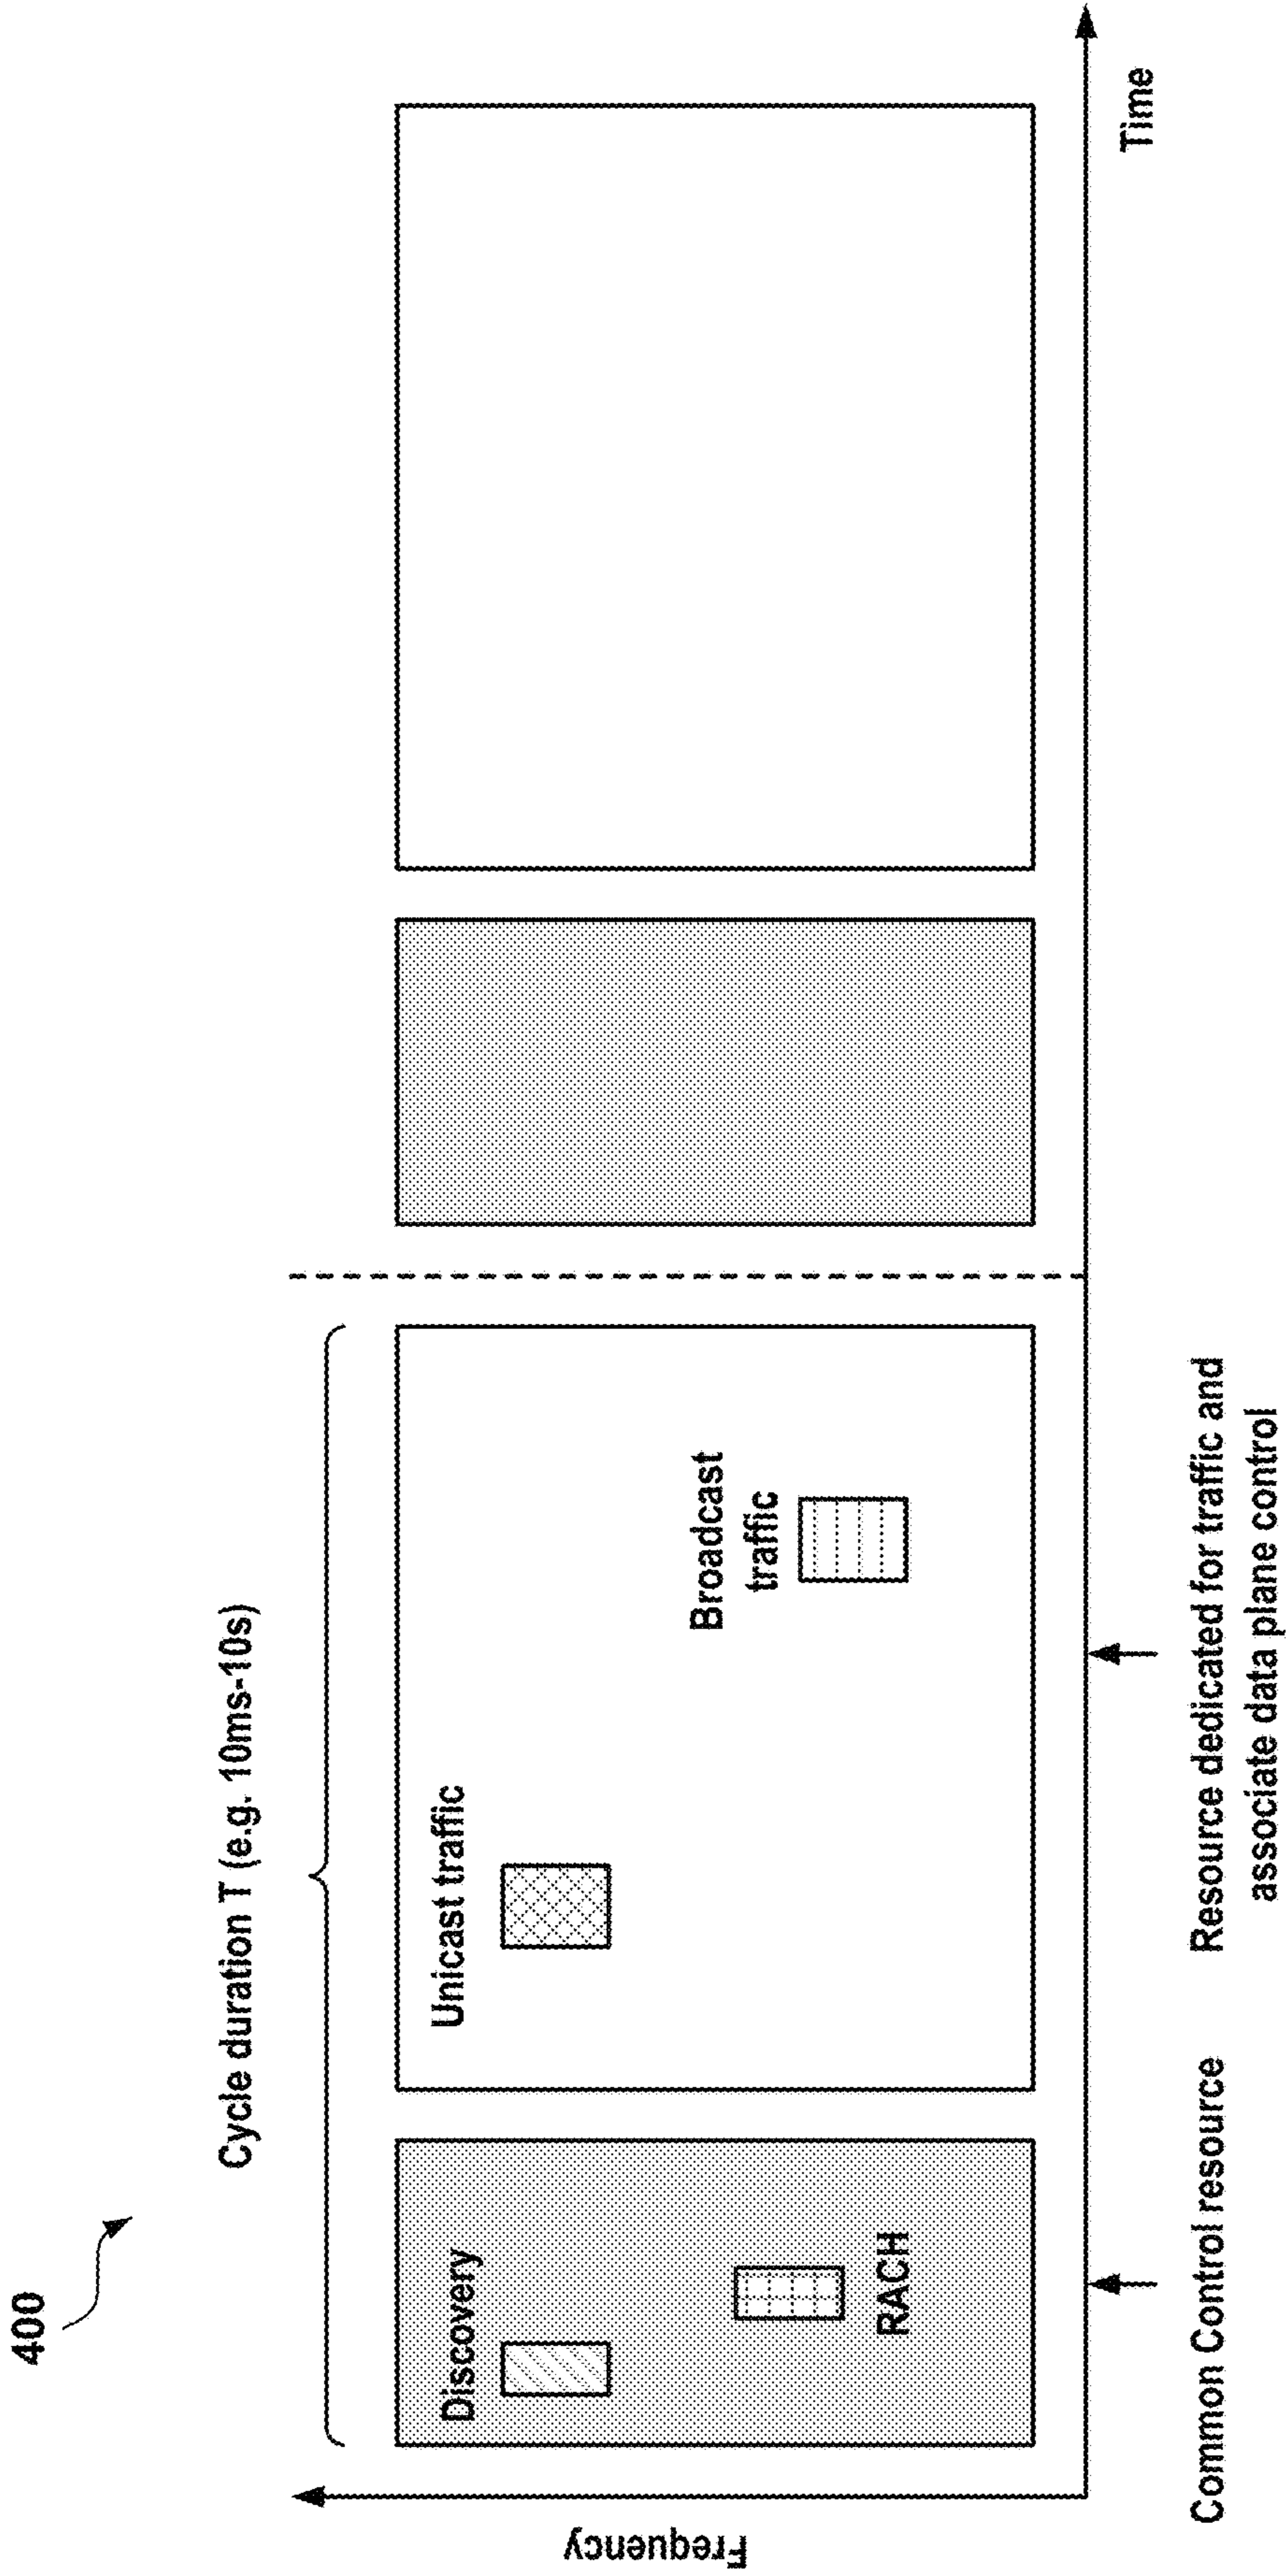 400
Cycle duration T (e.g. 10ms-10s)
Frequency
Discovery
RACH
Unicast traffic
Broadcast
traffic
Time
Common Control resource
Resource dedicated for traffic and
associate data plane control